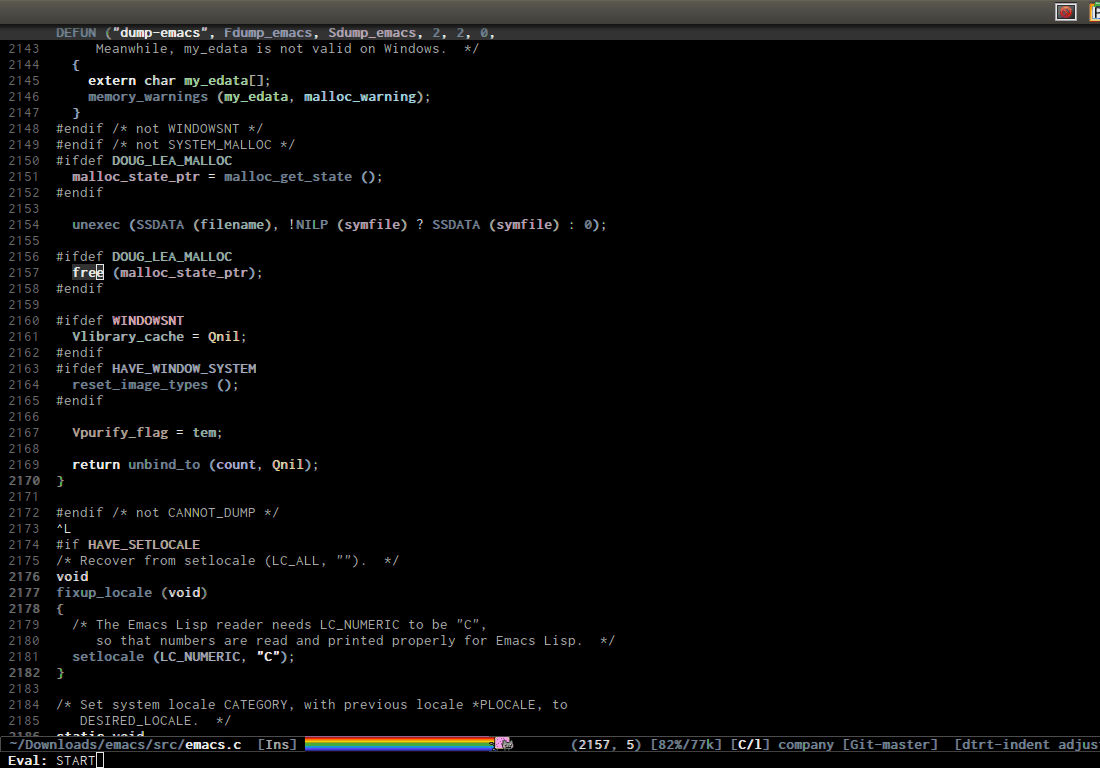 DEFUN ("dump-emacs", Fdump_emacs, Sdump_emacs, 2, 2, 0,
2143      Meanwhile, my_edata is not valid on Windows.  */
2144   {
2145     extern char my_edata[];
2146     memory_warnings (my_edata, malloc_warning);
2147   }
2148 #endif /* not WINDOWSNT */
2149 #endif /* not SYSTEM_MALLOC */
2150 #ifdef DOUG_LEA_MALLOC
2151   malloc_state_ptr = malloc_get_state ();
2152 #endif
2153
2154   unexec (SSDATA (filename), !NILP (symfile) ? SSDATA (symfile) : 0);
2155
2156 #ifdef DOUG_LEA_MALLOC
2157   free (malloc_state_ptr);
2158 #endif
2159
2160 #ifdef WINDOWSNT
2161   Vlibrary_cache = Qnil;
2162 #endif
2163 #ifdef HAVE_WINDOW_SYSTEM
2164   reset_image_types ();
2165 #endif
2166
2167   Vpurify_flag = tem;
2168
2169   return unbind_to (count, Qnil);
2170 }
2171
2172 #endif /* not CANNOT_DUMP */
2173 ^L
2174 #if HAVE_SETLOCALE
2175 /* Recover from setlocale (LC_ALL, "").  */
2176 void
2177 fixup_locale (void)
2178 {
2179   /* The Emacs Lisp reader needs LC_NUMERIC to be "C",
2180      so that numbers are read and printed properly for Emacs Lisp.  */
2181   setlocale (LC_NUMERIC, "C");
2182 }
2183
2184 /* Set system locale CATEGORY, with previous locale *PLOCALE, to
2185    DESIRED_LOCALE.  */
2186 static void
~/Downloads/emacs/src/emacs.c  [Ins] (2157, 5) [82%/77k] [C/l] company [Git-master]  [dtrt-indent adjus
Eval: START